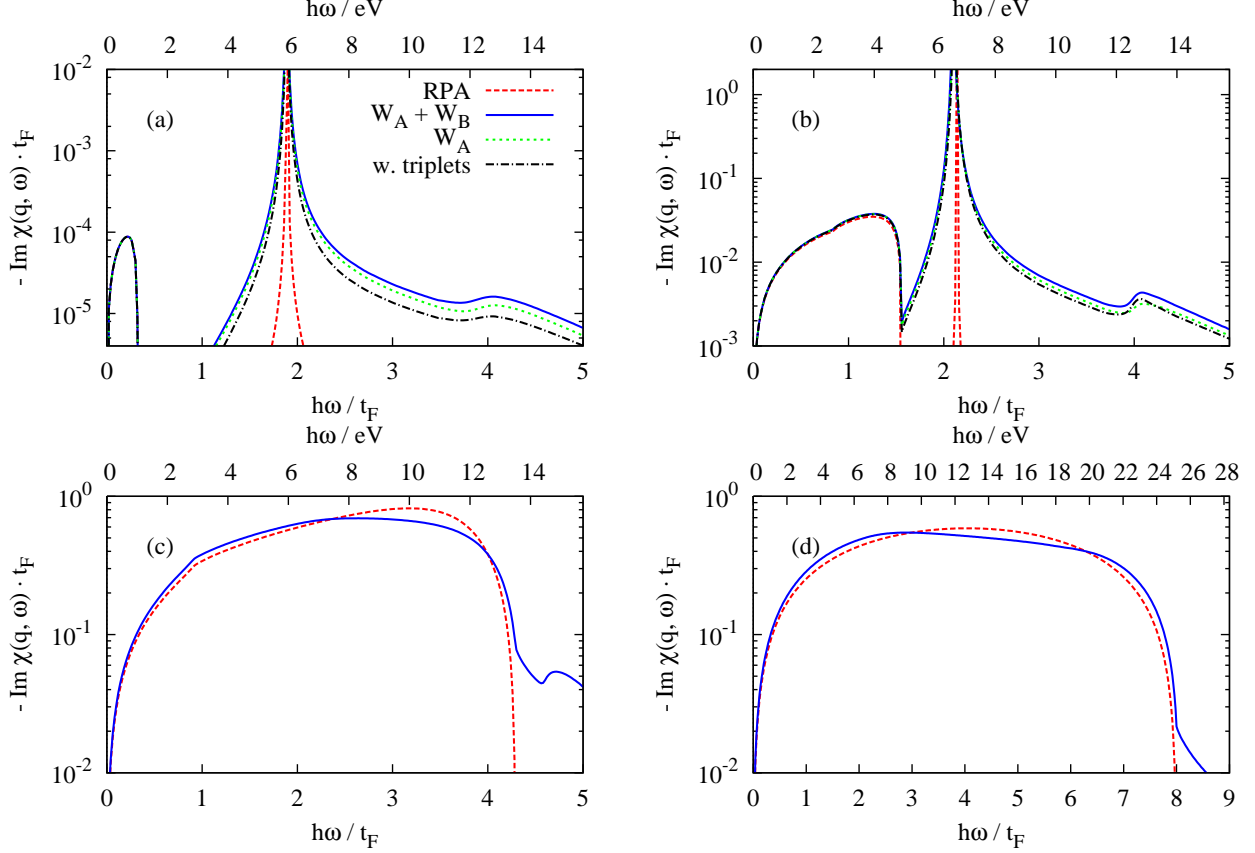 hω / eV
0 2 4 6 8 10 12 14
10^-2
10^-3
10^-4
10^-5
- Im χ(q, ω) · t_F
(a)
RPA
W_A + W_B
W_A
w. triplets
0 1 2 3 4 5
hω / t_F
hω / eV
0 2 4 6 8 10 12 14
10^0
10^-1
10^-2
10^-3
- Im χ(q, ω) · t_F
(b)
0 1 2 3 4 5
hω / t_F
hω / eV
0 2 4 6 8 10 12 14
10^0
10^-1
10^-2
- Im χ(q, ω) · t_F
(c)
0 1 2 3 4 5
hω / t_F
hω / eV
0 2 4 6 8 10 12 14 16 18 20 22 24 26 28
10^0
10^-1
10^-2
- Im χ(q, ω) · t_F
(d)
0 1 2 3 4 5 6 7 8 9
hω / t_F